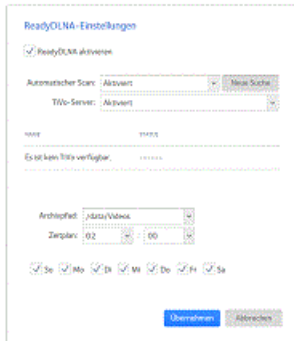 ReadyDLNA-Einstellungen
ReadyDLNA aktivieren
Automatischer Scan: Aktiviert Neue Suche
TiVo-Server: Aktiviert
Es ist kein TiVo verfügbar.
Archivpfad: /data/Videos
Zeitplan: 02 : 00
So Mo Di Mi Do Fr Sa
Übernehmen Abbrechen